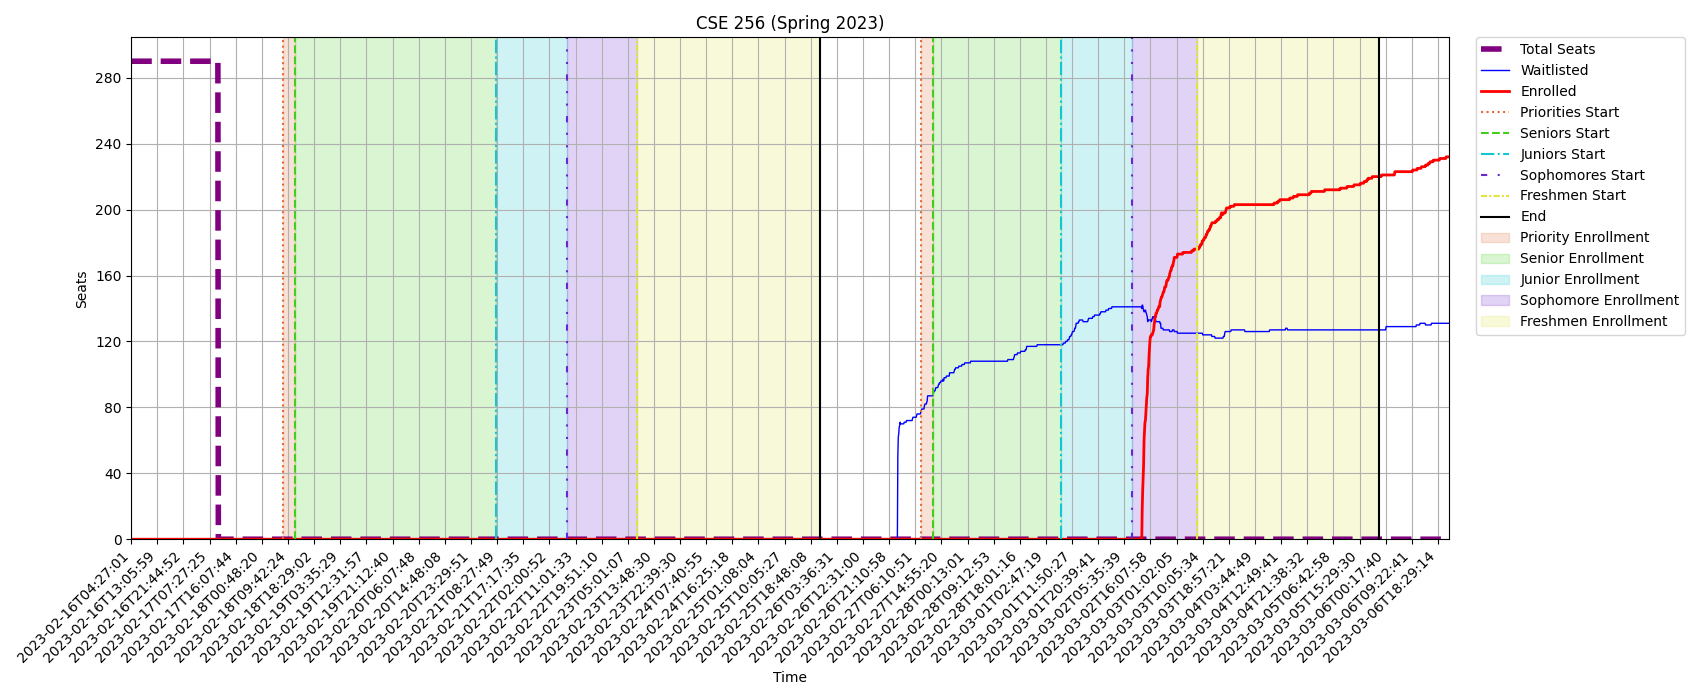 CSE 256 (Spring 2023)
Seats
280
240
200
160
120
80
40
0
2023-02-16T04:27:01
2023-02-16T13:05:59
2023-02-16T21:44:52
2023-02-17T07:27:25
2023-02-17T16:07:44
2023-02-18T00:48:20
2023-02-18T09:42:24
2023-02-18T18:29:02
2023-02-19T03:35:29
2023-02-19T12:31:57
2023-02-19T21:12:40
2023-02-20T06:07:48
2023-02-20T14:48:08
2023-02-20T23:29:51
2023-02-21T08:27:49
2023-02-21T17:17:35
2023-02-22T02:00:52
2023-02-22T11:01:33
2023-02-22T19:51:10
2023-02-23T05:01:07
2023-02-23T13:48:30
2023-02-23T22:39:30
2023-02-24T07:40:55
2023-02-24T16:25:18
2023-02-25T01:08:04
2023-02-25T10:05:27
2023-02-25T18:48:08
2023-02-26T03:36:31
2023-02-26T12:31:00
2023-02-26T21:10:58
2023-02-27T06:10:51
2023-02-27T14:55:20
2023-02-28T00:13:01
2023-02-28T09:12:53
2023-02-28T18:01:16
2023-03-01T02:47:19
2023-03-01T11:50:27
2023-03-01T20:39:41
2023-03-02T05:35:39
2023-03-02T16:07:58
2023-03-03T01:02:05
2023-03-03T10:05:34
2023-03-03T18:57:21
2023-03-04T03:44:49
2023-03-04T12:49:41
2023-03-04T21:38:32
2023-03-05T06:42:58
2023-03-05T15:29:30
2023-03-06T00:17:40
2023-03-06T09:22:41
2023-03-06T18:29:14
Time
Total Seats
Waitlisted
Enrolled
Priorities Start
Seniors Start
Juniors Start
Sophomores Start
Freshmen Start
End
Priority Enrollment
Senior Enrollment
Junior Enrollment
Sophomore Enrollment
Freshmen Enrollment